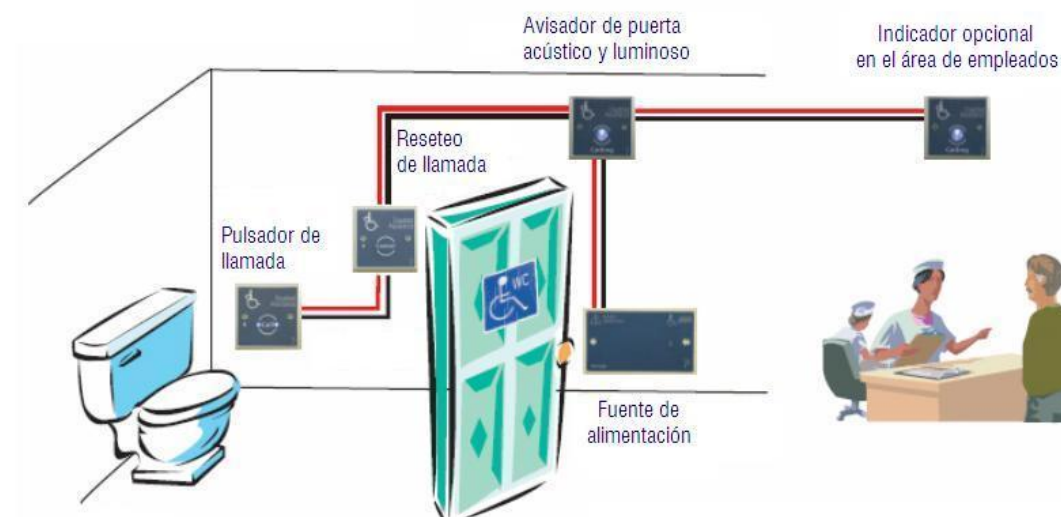 Avisador de puerta
acústico y luminoso
Indicador opcional
en el área de empleados
Reseteo
de llamada
Pulsador de
llamada
WC
Fuente de
alimentación